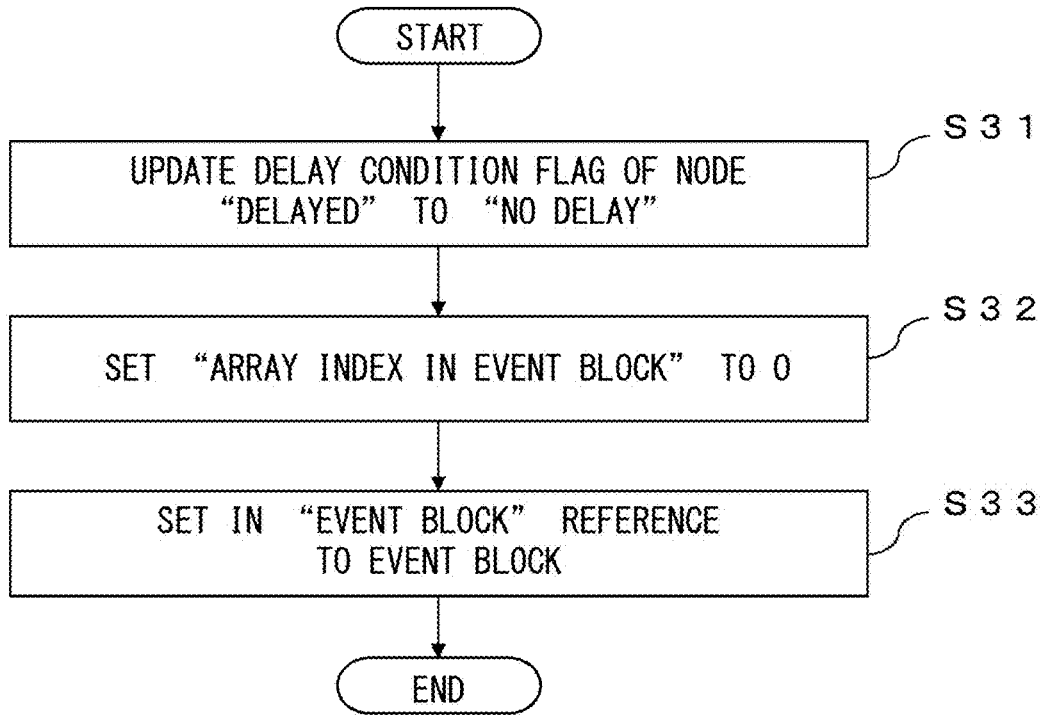 START
S31
UPDATE DELAY CONDITION FLAG OF NODE
“DELAYED” TO “NO DELAY”
S32
SET “ARRAY INDEX IN EVENT BLOCK” TO 0
S33
SET IN “EVENT BLOCK” REFERENCE
TO EVENT BLOCK
END